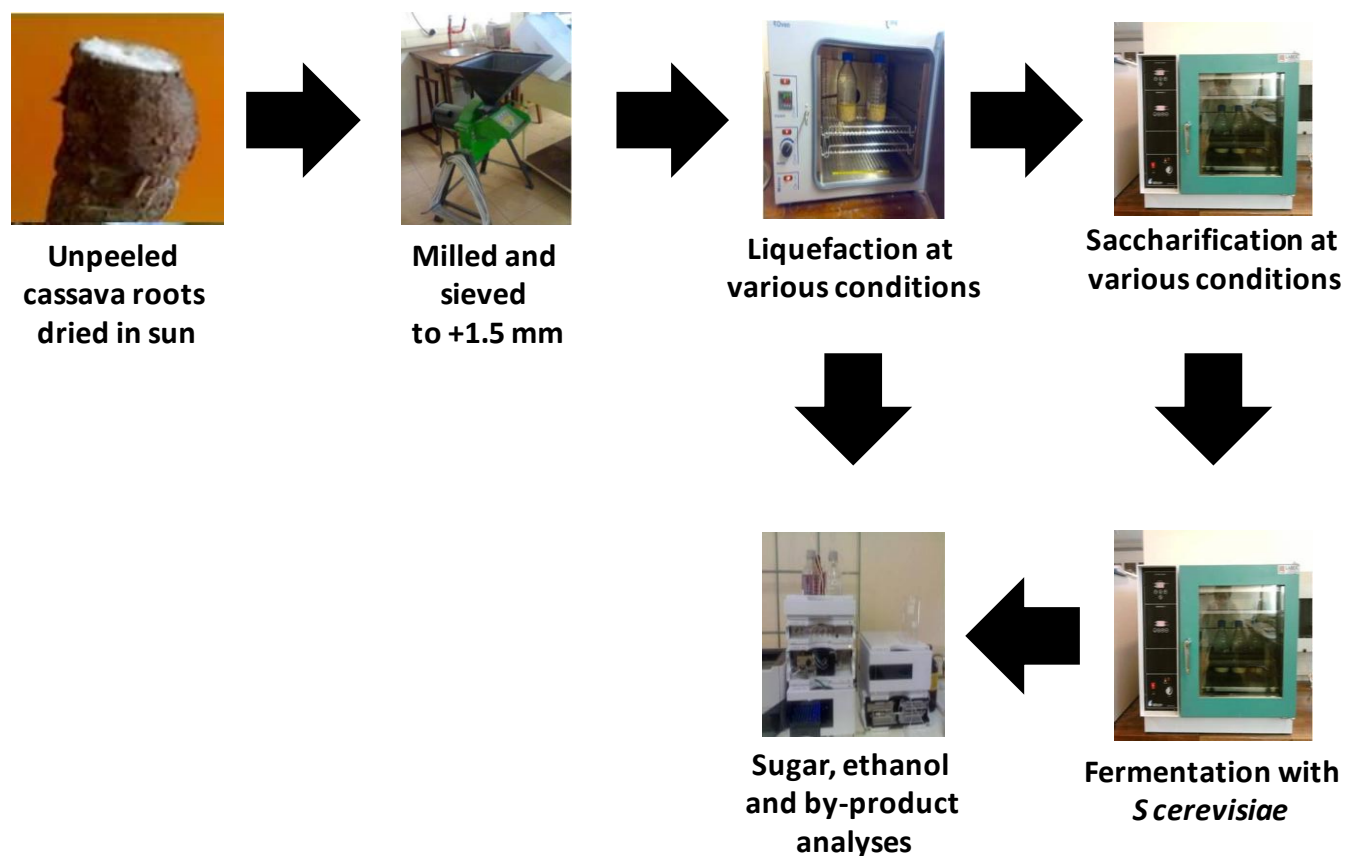 Unpeeled
cassava roots
dried in sun
Milled and
sieved
to +1.5 mm
Liquefaction at
various conditions
Saccharification at
various conditions
Sugar, ethanol
and by-product
analyses
Fermentation with
S cerevisiae